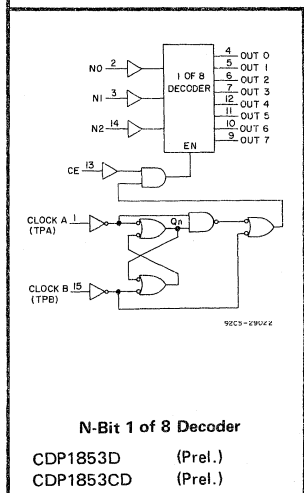 4 OUT 0
N0 2
5 OUT 1
6 OUT 2
1 OF 8
7 OUT 3
N1 3
DECODER
12 OUT 4
11 OUT 5
N2 14
10 OUT 6
9 OUT 7
EN
CE 13
CLOCK A 1
(TPA)
Qn
CLOCK B 15
(TPB)
92CS-29022
N-Bit 1 of 8 Decoder
CDP1853D (Prel.)
CDP1853CD (Prel.)